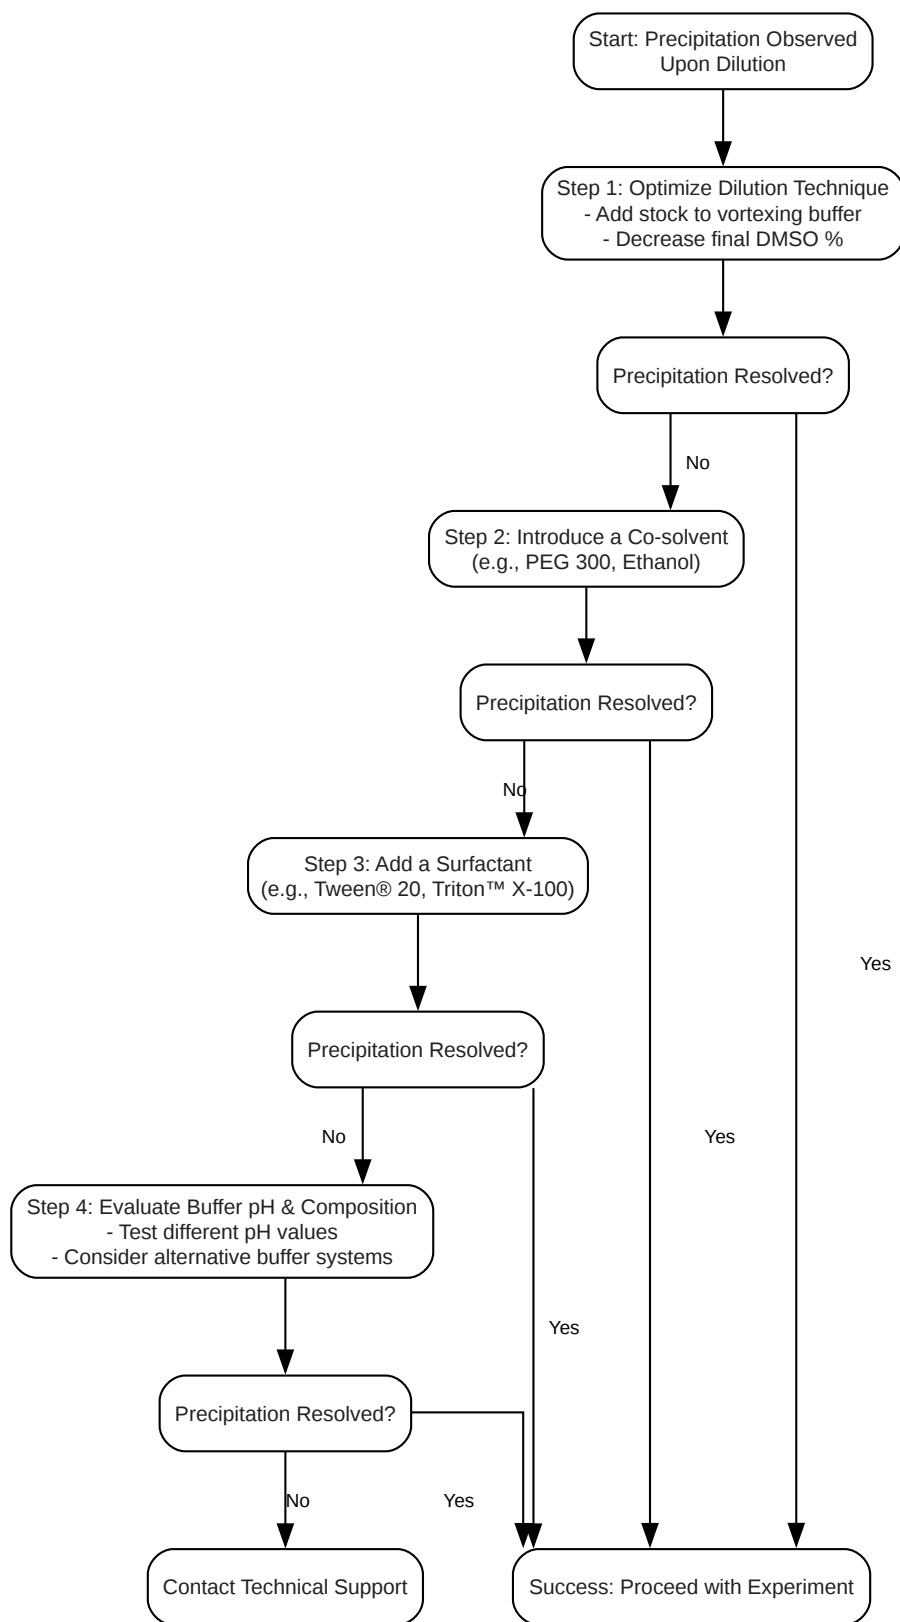 Start: Precipitation Observed
Upon Dilution
Step 1: Optimize Dilution Technique
- Add stock to vortexing buffer
- Decrease final DMSO %
Precipitation Resolved?
No
Step 2: Introduce a Co-solvent
(e.g., PEG 300, Ethanol)
Precipitation Resolved?
No
Step 3: Add a Surfactant
(e.g., Tween® 20, Triton™ X-100)
Yes
Precipitation Resolved?
No
Yes
Step 4: Evaluate Buffer pH & Composition
- Test different pH values
- Consider alternative buffer systems
Yes
Precipitation Resolved?
No
Yes
Contact Technical Support
Success: Proceed with Experiment